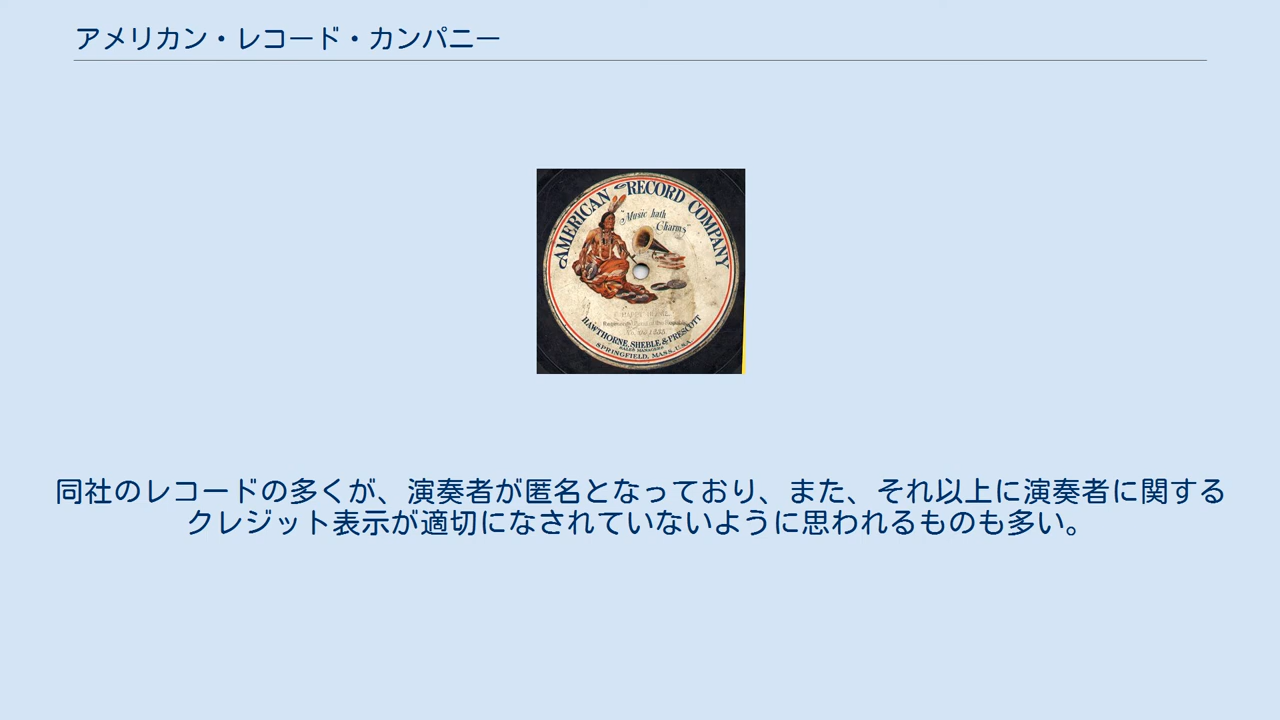 アメリカン・レコード・カンパニー
AMERICAN RECORD COMPANY
"Music hath
Charms"
HAWTHORNE, SHEBLE & PRESCOTT
SALES MANAGERS
SPRINGFIELD, MASS., U.S.A.
同社のレコードの多くが、演奏者が匿名となっており、また、それ以上に演奏者に関する
クレジット表示が適切になされていないように思われるものも多い。